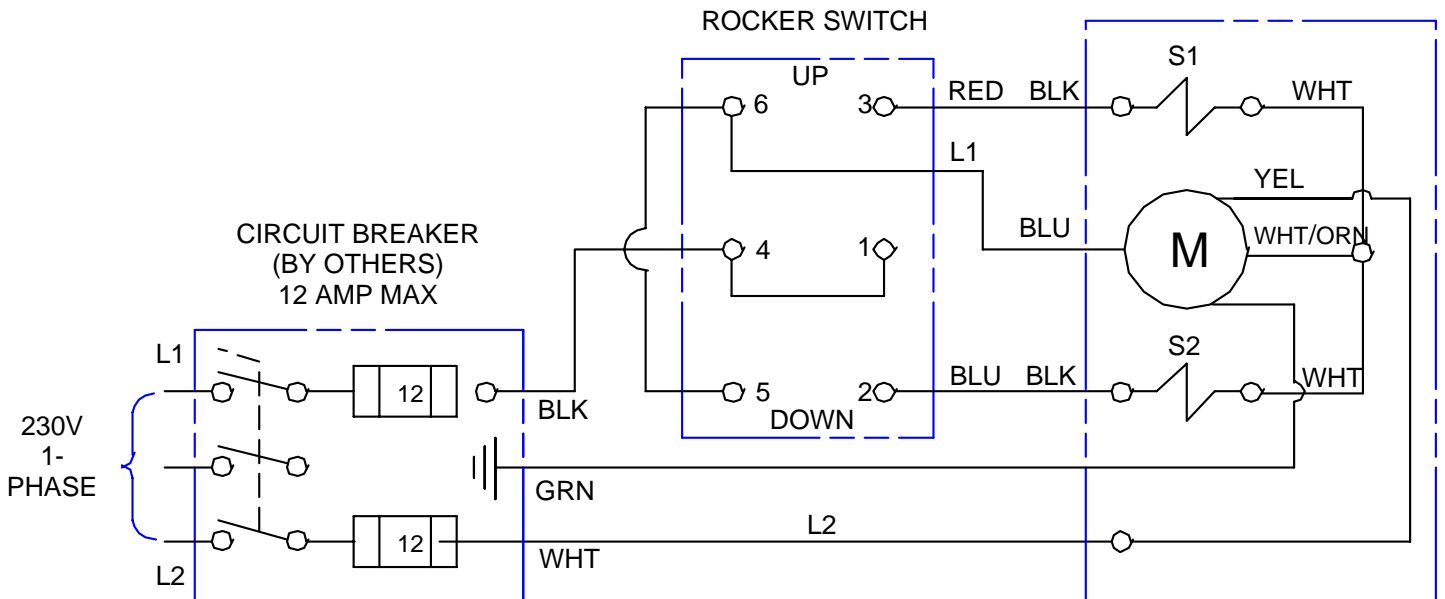 ROCKER SWITCH
UP
6
3
RED
BLK
S1
WHT
L1
YEL
BLU
M
WHT/ORN
4
1
CIRCUIT BREAKER
(BY OTHERS)
12 AMP MAX
S2
L1
12
BLK
5
2
BLU
BLK
WHT
DOWN
230V
1-
PHASE
GRN
L2
12
WHT
L2